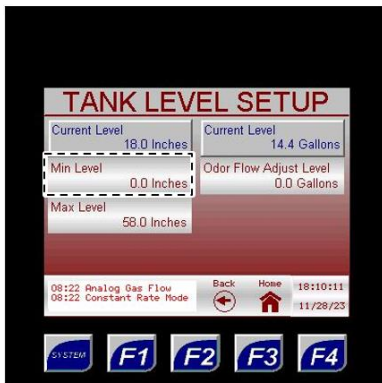 TANK LEVEL SETUP
Current Level
18.0 Inches
Current Level
14.4 Gallons
Min Level
0.0 Inches
Odor Flow Adjust Level
0.0 Gallons
Max Level
58.0 Inches
08:22 Analog Gas Flow
08:22 Constant Rate Mode
Back
Home
18:10:11
11/28/23
SYSTEM
F1
F2
F3
F4